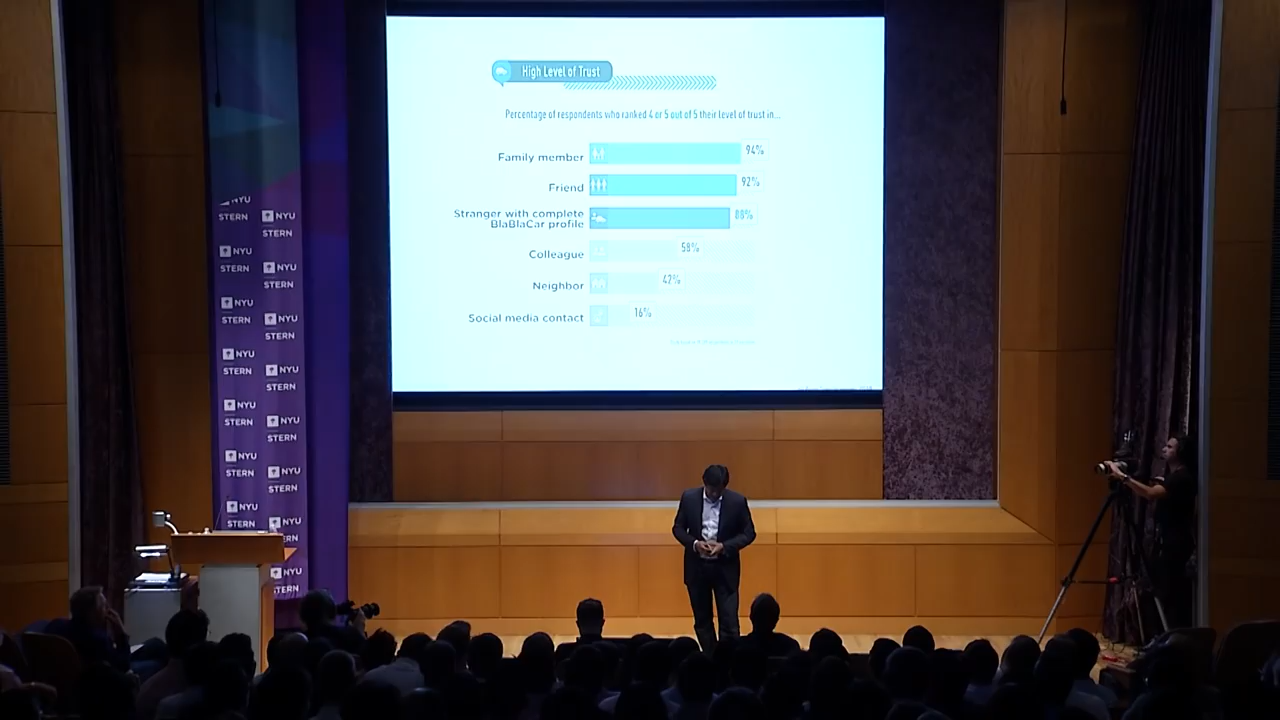 High Level of Trust
Percentage of respondents who ranked 4 or 5 out of 5 their level of trust in...
Family member
94%
Friend
92%
Stranger with complete
BlaBlaCar profile
88%
Colleague
58%
Neighbor
42%
Social media contact
16%
NYU
STERN
NYU
STERN
NYU
STERN
NYU
STERN
NYU
STERN
NYU
STERN
NYU
STERN
NYU
STERN
NYU
STERN
NYU
STERN
NYU
STERN
NYU
STERN
NYU
STERN
NYU